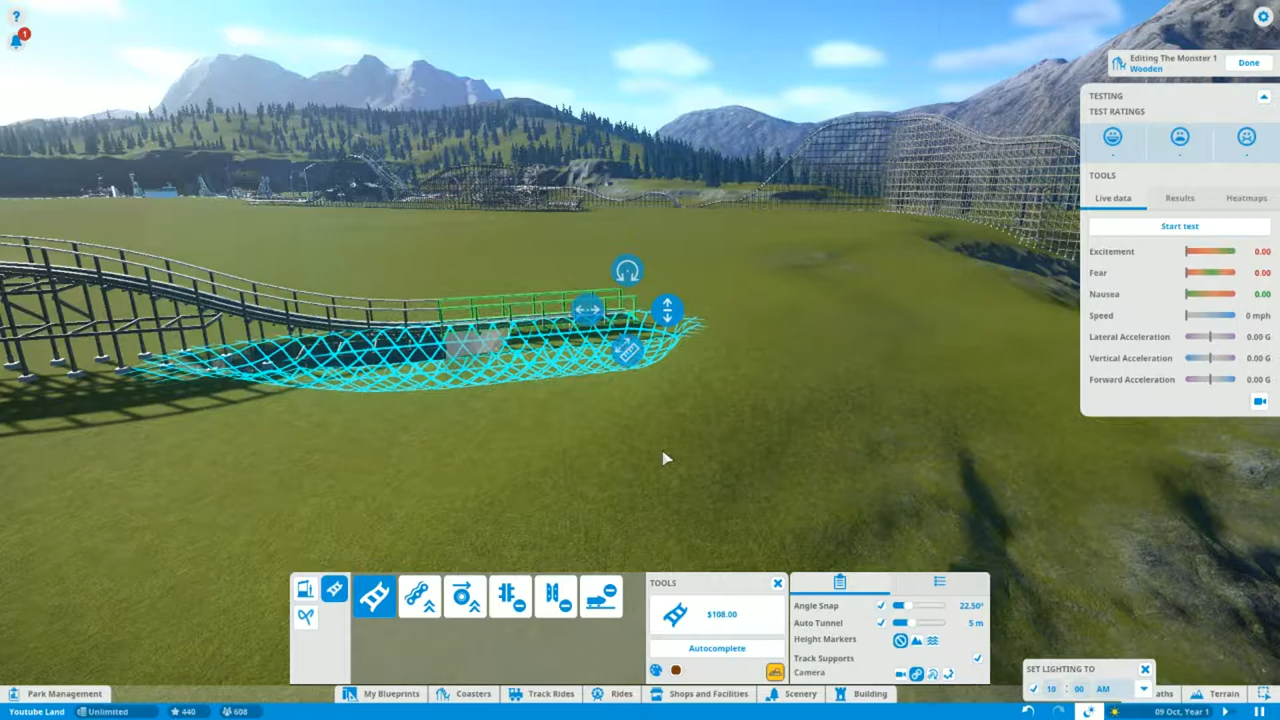 ?
1
Editing The Monster 1
Wooden
Done
TESTING
TEST RATINGS
- - -
TOOLS
Live data Results Heatmaps
Start test
Excitement 0.00
Fear 0.00
Nausea 0.00
Speed 0 mph
Lateral Acceleration 0.00 G
Vertical Acceleration 0.00 G
Forward Acceleration 0.00 G
TOOLS
$108.00
Autocomplete
Angle Snap 22.50°
Auto Tunnel 5 m
Height Markers
Track Supports
Camera
SET LIGHTING TO
10 : 00 AM
Park Management My Blueprints Coasters Track Rides Rides Shops and Facilities Scenery Building aths Terrain
Youtube Land Unlimited 440 608 09 Oct, Year 1